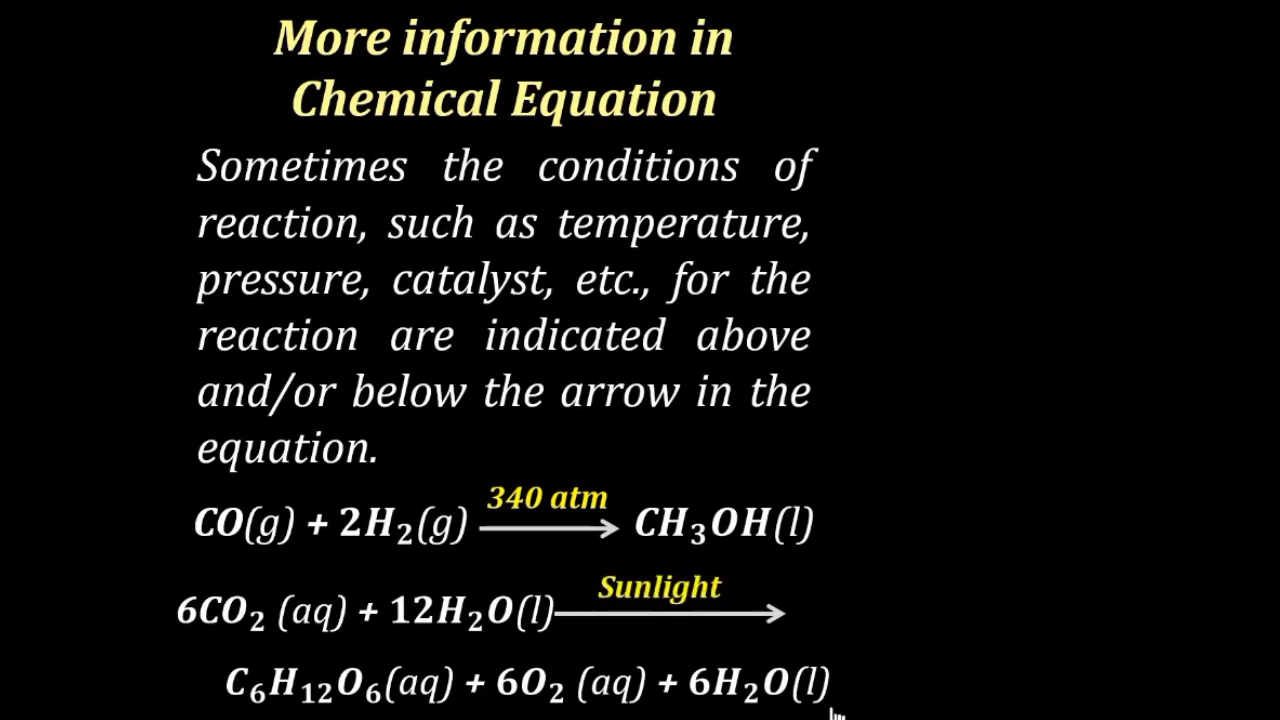 More information in
Chemical Equation
Sometimes the conditions of
reaction, such as temperature,
pressure, catalyst, etc., for the
reaction are indicated above
and/or below the arrow in the
equation.
340 atm
CO(g) + 2H₂(g) ⟶ CH₃OH(l)
Sunlight
6CO₂ (aq) + 12H₂O(l) ⟶
C₆H₁₂O₆(aq) + 6O₂ (aq) + 6H₂O(l)